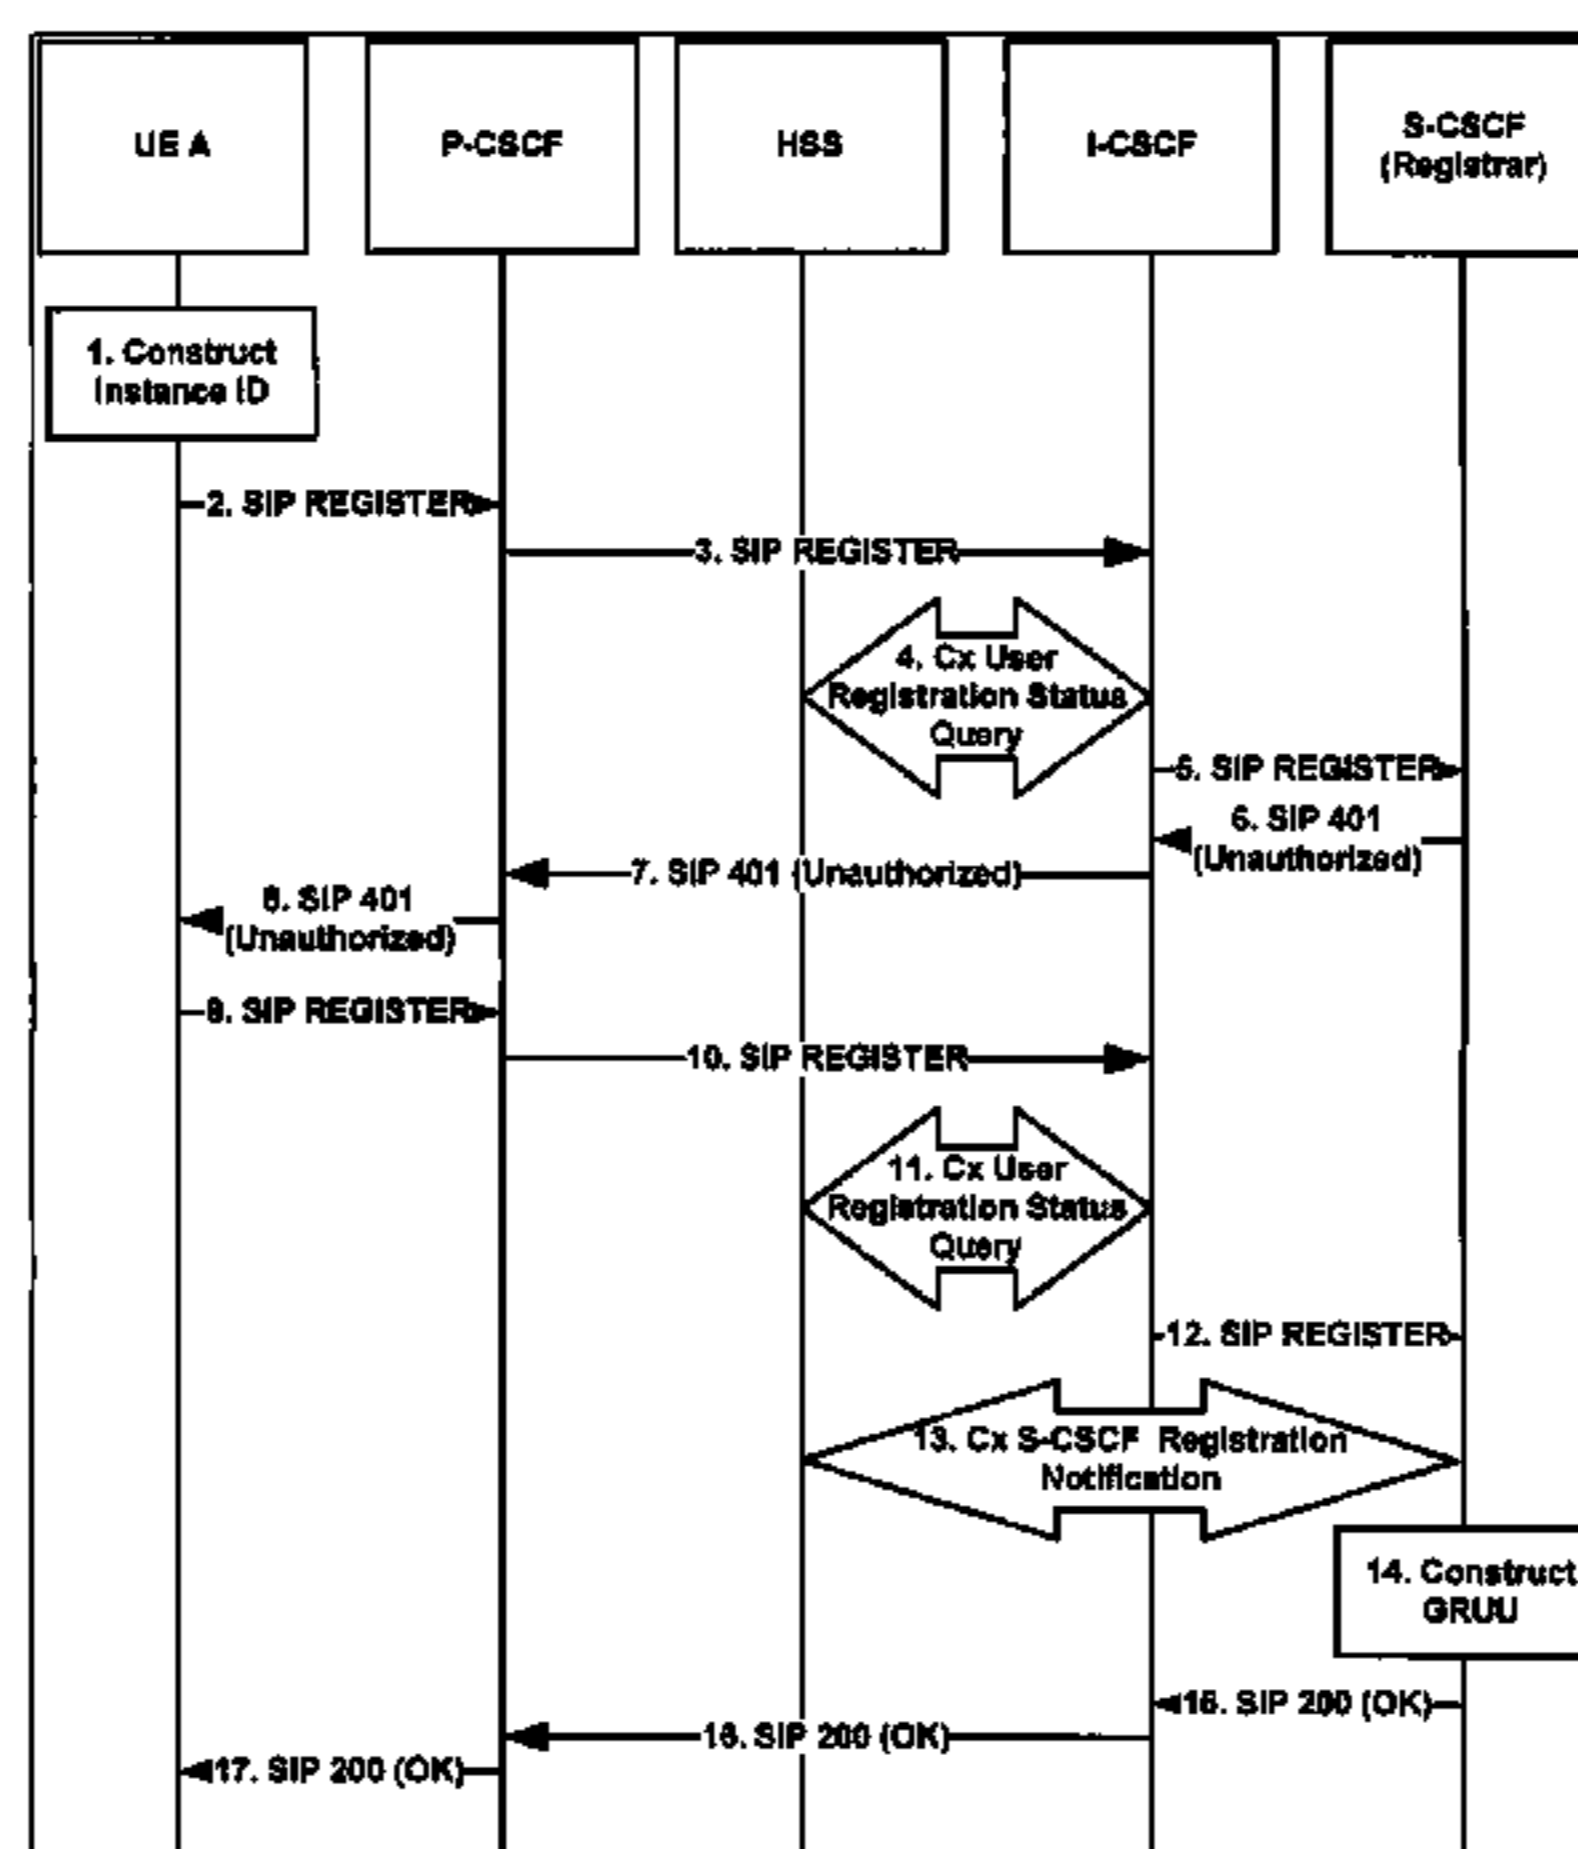 UE A
P-CSCF
HSS
I-CSCF
S-CSCF
(Registrar)
1. Construct
Instance ID
2. SIP REGISTER
3. SIP REGISTER
4. Cx User
Registration Status
Query
5. SIP REGISTER
6. SIP 401
(Unauthorized)
7. SIP 401 (Unauthorized)
8. SIP 401
(Unauthorized)
9. SIP REGISTER
10. SIP REGISTER
11. Cx User
Registration Status
Query
12. SIP REGISTER
13. Cx S-CSCF Registration
Notification
14. Construct
GRUU
15. SIP 200 (OK)
16. SIP 200 (OK)
17. SIP 200 (OK)